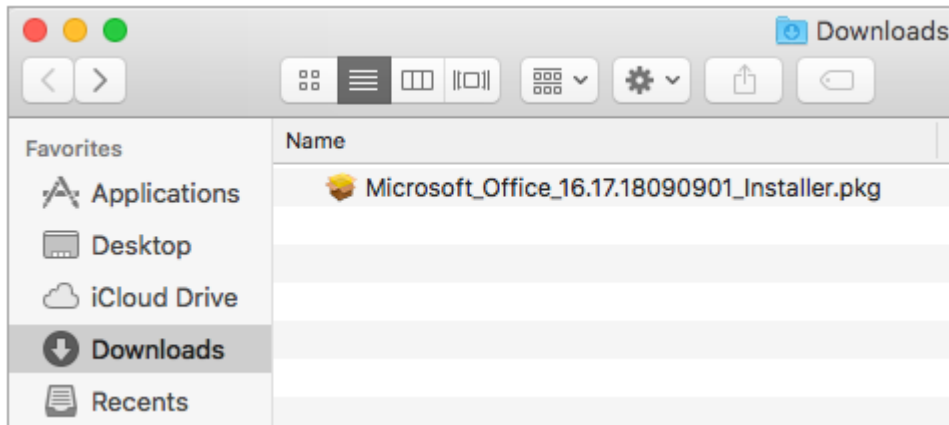 Downloads
Favorites
Name
Applications
Microsoft_Office_16.17.18090901_Installer.pkg
Desktop
iCloud Drive
Downloads
Recents